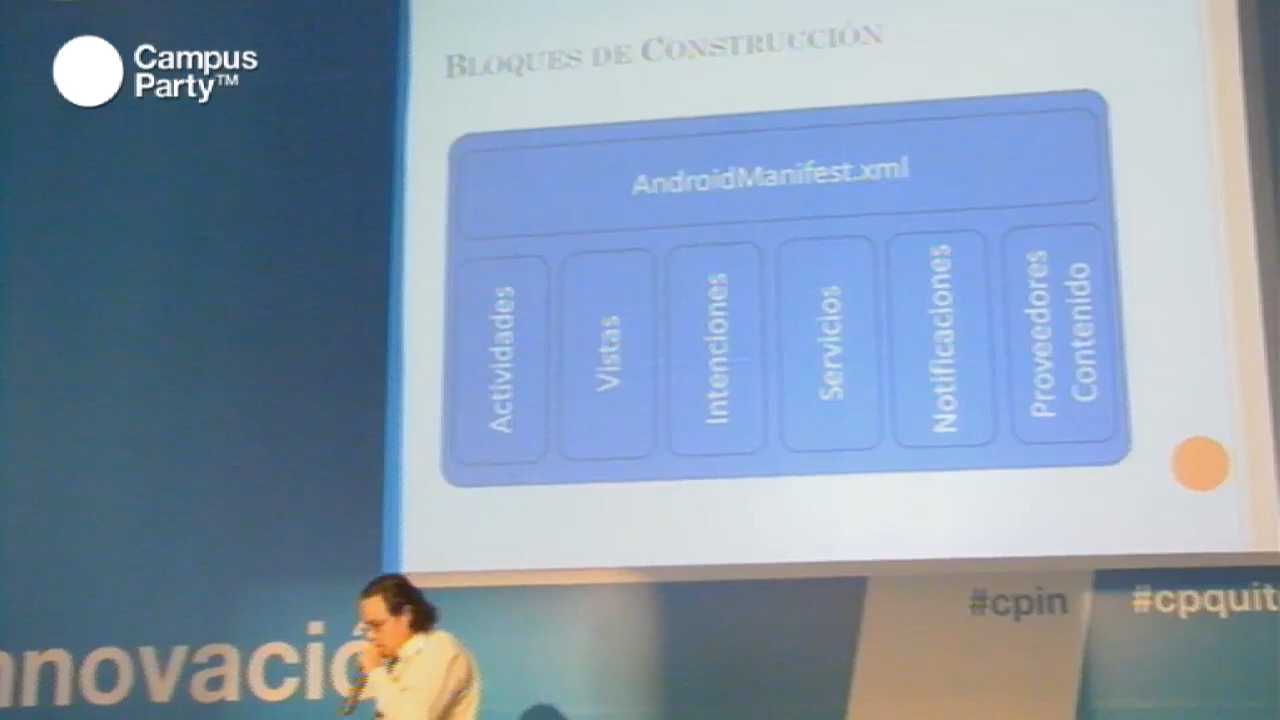 Campus
Party™
BLOQUES DE CONSTRUCCIÓN
AndroidManifest.xml
Actividades
Vistas
Intenciones
Servicios
Notificaciones
Proveedores
Contenido
#cpin
#cpquit
nnovació